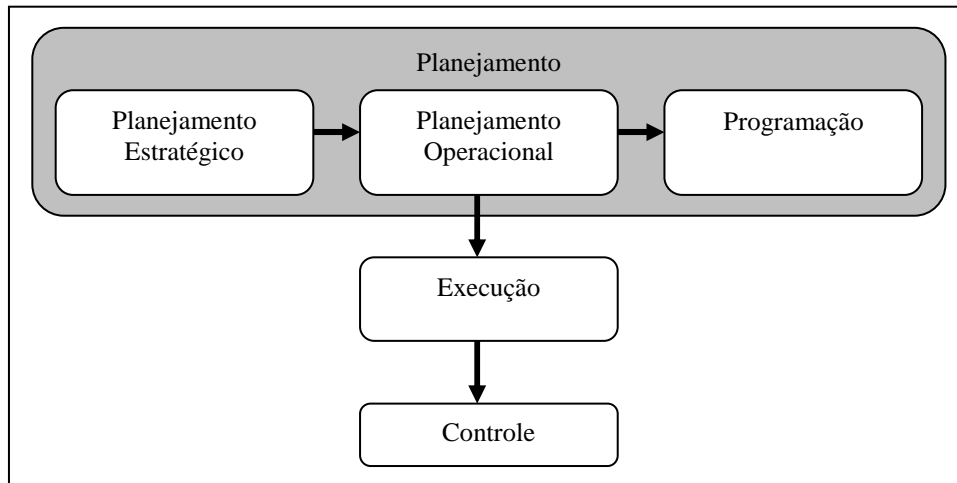 Planejamento
Planejamento
Estratégico
Planejamento
Operacional
Programação
Execução
Controle